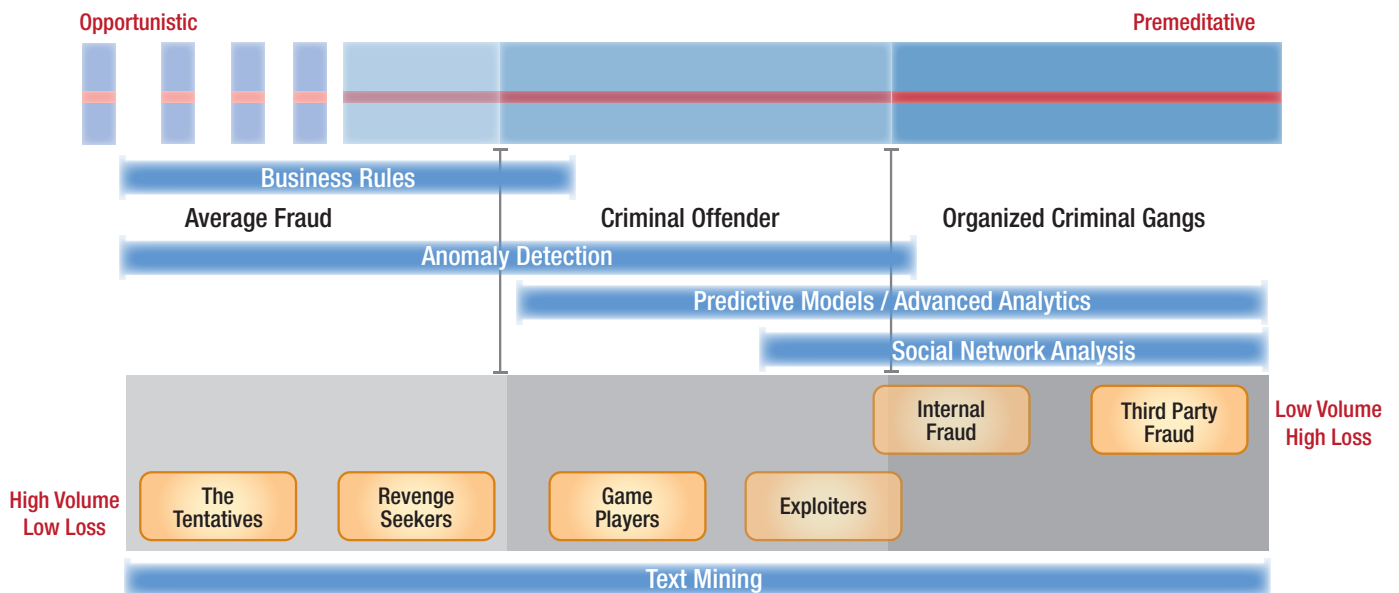 Opportunistic
Premeditative
Business Rules
Average Fraud
Criminal Offender
Organized Criminal Gangs
Anomaly Detection
Predictive Models / Advanced Analytics
Social Network Analysis
Internal
Fraud
Third Party
Fraud
Low Volume
High Loss
High Volume
Low Loss
The
Tentatives
Revenge
Seekers
Game
Players
Exploiters
Text Mining